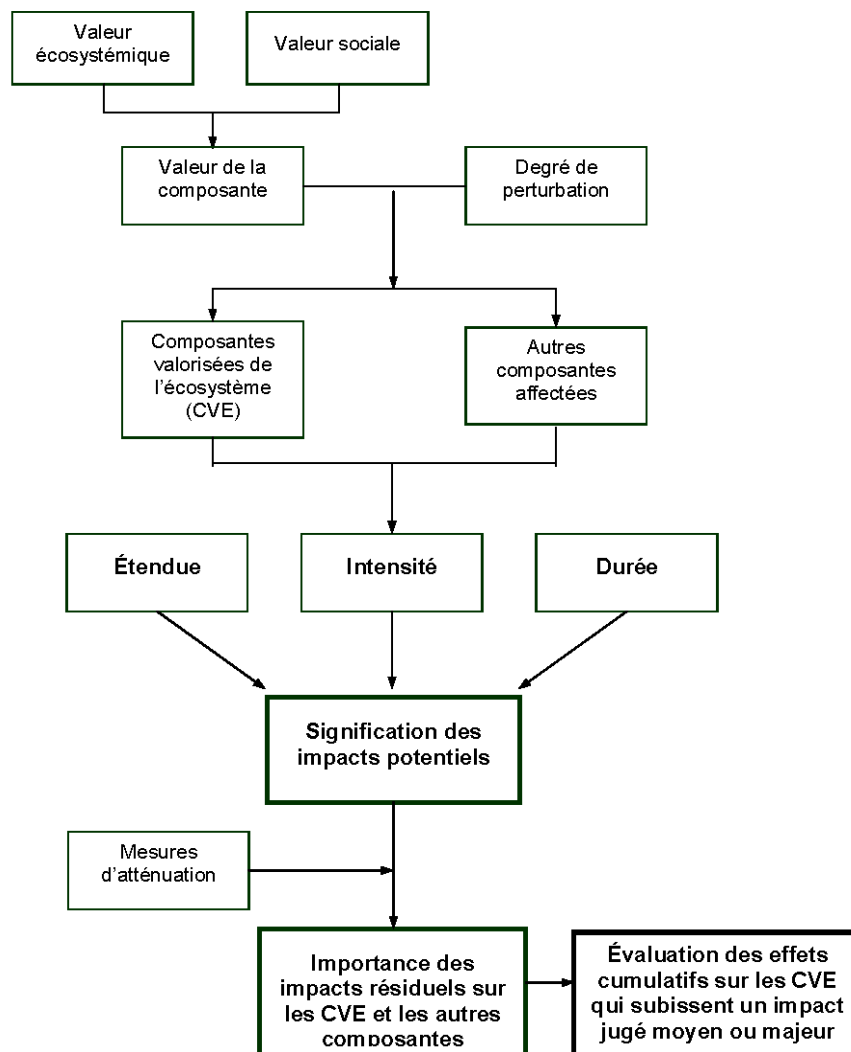 Valeur
écosystémique
Valeur sociale
Valeur de la
composante
Degré de
perturbation
Composantes
valorisées de
l'écosystème
(CVE)
Autres
composantes
affectées
Étendue
Intensité
Durée
Signification des
impacts potentiels
Mesures
d'atténuation
Importance des
impacts résiduels sur
les CVE et les autres
composantes
Évaluation des effets
cumulatifs sur les CVE
qui subissent un impact
jugé moyen ou majeur